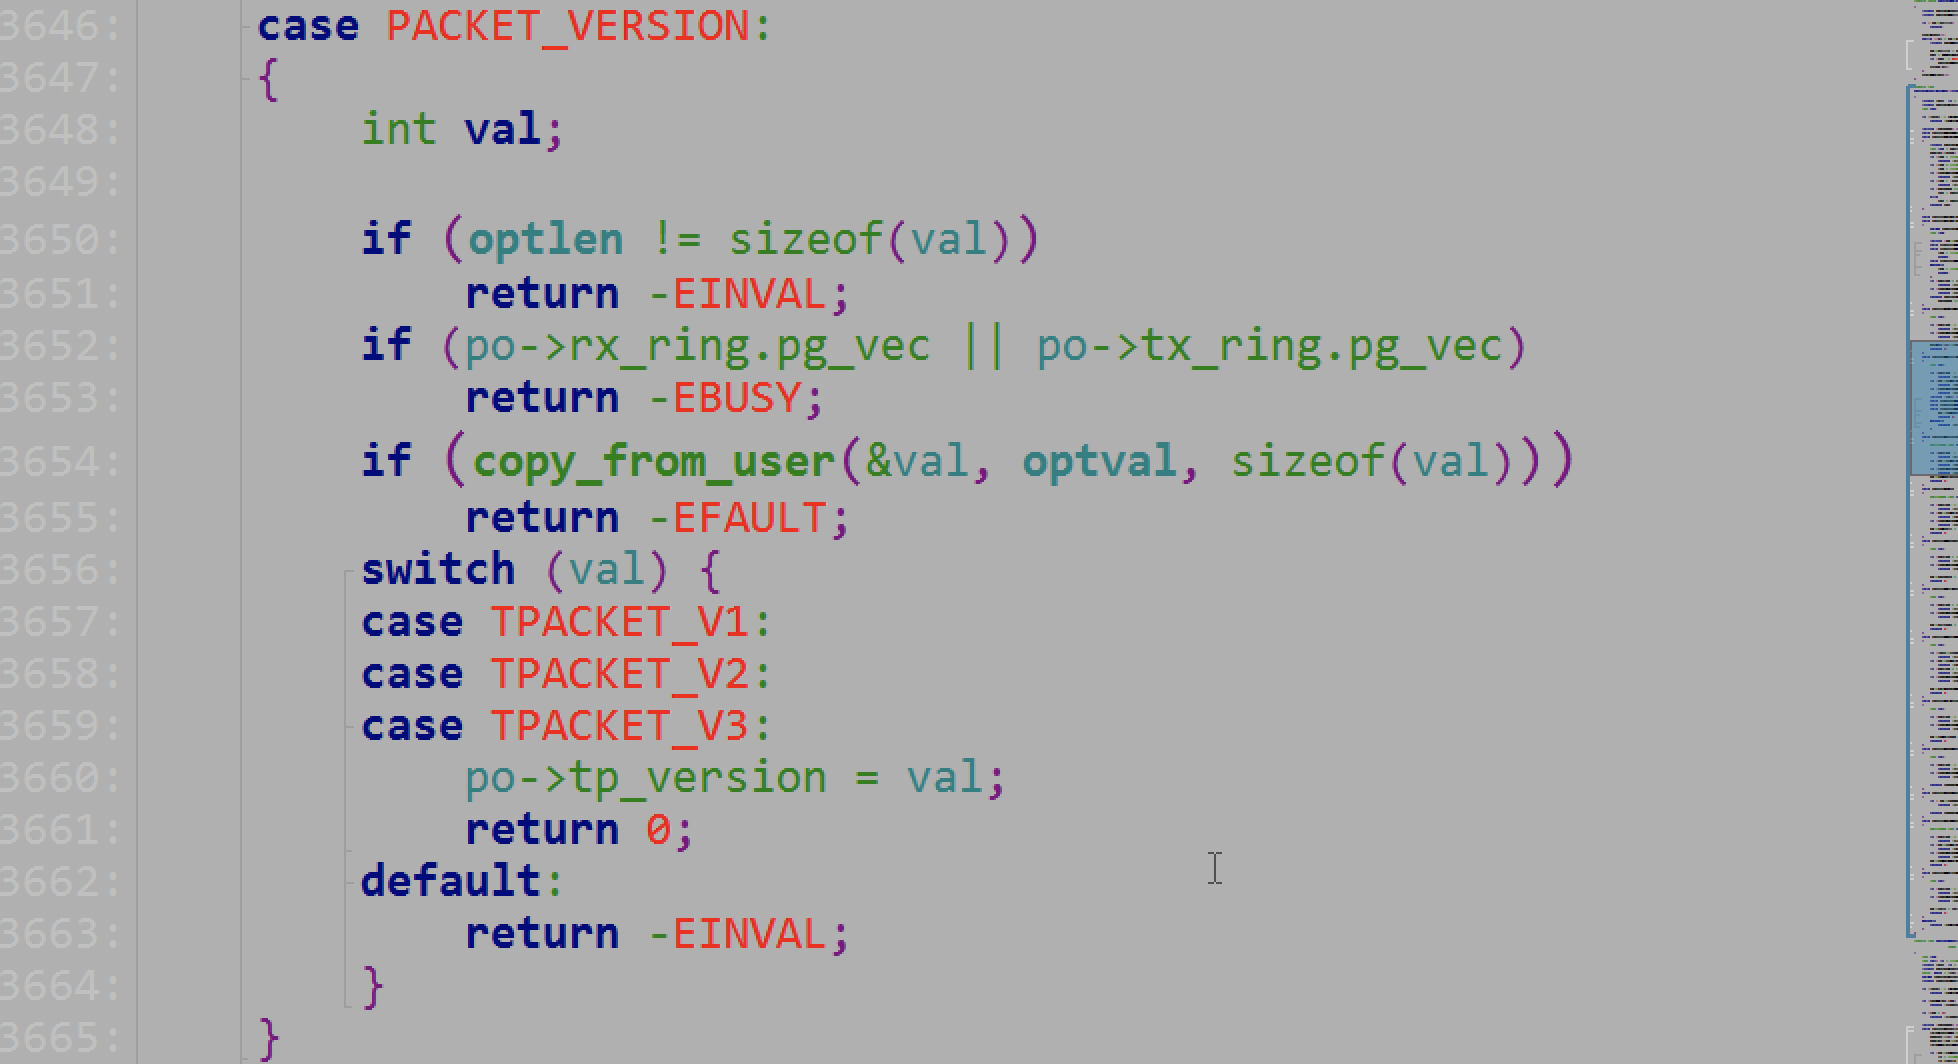 3646: case PACKET_VERSION:
3647: {
3648: int val;
3649:
3650: if (optlen != sizeof(val))
3651: return -EINVAL;
3652: if (po->rx_ring.pg_vec || po->tx_ring.pg_vec)
3653: return -EBUSY;
3654: if (copy_from_user(&val, optval, sizeof(val)))
3655: return -EFAULT;
3656: switch (val) {
3657: case TPACKET_V1:
3658: case TPACKET_V2:
3659: case TPACKET_V3:
3660: po->tp_version = val;
3661: return 0;
3662: default:
3663: return -EINVAL;
3664: }
3665: }